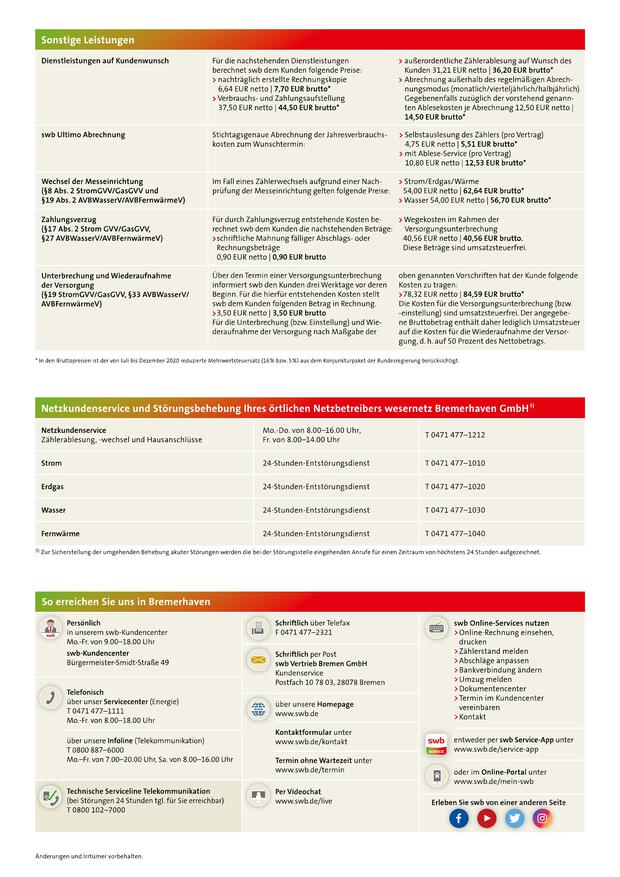 Sonstige Leistungen
Dienstleistungen auf Kundenwunsch
Für die nachstehenden Dienstleistungen
berechnet swb dem Kunden folgende Preise:
> nachträglich erstellte Rechnungskopie
6,64 EUR netto | 7,70 EUR brutto*
> Verbrauchs- und Zahlungsaufstellung
37,50 EUR netto | 44,50 EUR brutto*
> außerordentliche Zählerablesung auf Wunsch des
Kunden 31,21 EUR netto | 36,20 EUR brutto*
> Abrechnung außerhalb des regelmäßigen Abrech-
nungsmodus (monatlich/vierteljährlich/halbjährlich)
Gegebenenfalls zuzüglich der vorstehend genann-
ten Ablesekosten je Abrechnung 12,50 EUR netto |
14,50 EUR brutto*
swb Ultimo Abrechnung
Stichtagsgenaue Abrechnung der Jahresverbrauchs-
kosten zum Wunschtermin:
> Selbstauslesung des Zählers (pro Vertrag)
4,75 EUR netto | 5,51 EUR brutto*
> mit Ablese-Service (pro Vertrag)
10,80 EUR netto | 12,53 EUR brutto*
Wechsel der Messeinrichtung
(§8 Abs. 2 StromGVV/GasGVV und
§19 Abs. 2 AVBWasserV/AVBFernwärmeV)
Im Fall eines Zählerwechsels aufgrund einer Nach-
prüfung der Messeinrichtung gelten folgende Preise:
> Strom/Erdgas/Wärme
54,00 EUR netto | 62,64 EUR brutto*
> Wasser 54,00 EUR netto | 56,70 EUR brutto*
Zahlungsverzug
(§17 Abs. 2 Strom GVV/GasGVV,
§27 AVBWasserV/AVBFernwärmeV)
Für durch Zahlungsverzug entstehende Kosten be-
rechnet swb dem Kunden die nachstehenden Beträge:
> schriftliche Mahnung fälliger Abschlags- oder
Rechnungsbeträge
0,90 EUR netto | 0,90 EUR brutto
> Wegekosten im Rahmen der
Versorgungsunterbrechung
40,56 EUR netto | 40,56 EUR brutto.
Diese Beträge sind umsatzsteuerfrei.
Unterbrechung und Wiederaufnahme
der Versorgung
(§19 StromGVV/GasGVV, §33 AVBWasserV/
AVBFernwärmeV)
Über den Termin einer Versorgungsunterbrechung
informiert swb den Kunden drei Werktage vor deren
Beginn. Für die hierfür entstehenden Kosten stellt
swb dem Kunden folgenden Betrag in Rechnung.
> 3,50 EUR netto | 3,50 EUR brutto
Für die Unterbrechung (bzw. Einstellung) und Wie-
deraufnahme der Versorgung nach Maßgabe der
oben genannten Vorschriften hat der Kunde folgende
Kosten zu tragen:
> 78,32 EUR netto | 84,59 EUR brutto*
Die Kosten für die Versorgungsunterbrechung (bzw.
-einstellung) sind umsatzsteuerfrei. Der angegebe-
ne Bruttobetrag enthält daher lediglich Umsatzsteuer
auf die Kosten für die Wiederaufnahme der Versor-
gung, d. h. auf 50 Prozent des Nettobetrags.
* In den Bruttopreisen ist der von Juli bis Dezember 2020 reduzierte Mehrwertsteuersatz (16% bzw. 5%) aus dem Konjunkturpaket der Bundesregierung berücksichtigt.
Netzkundenservice und Störungsbehebung Ihres örtlichen Netzbetreibers wesernetz Bremerhaven GmbH⁵⁾
Netzkundenservice
Zählerablesung, -wechsel und Hausanschlüsse
Mo.-Do. von 8.00–16.00 Uhr,
Fr. von 8.00–14.00 Uhr
T 0471 477–1212
Strom
24-Stunden-Entstörungsdienst
T 0471 477–1010
Erdgas
24-Stunden-Entstörungsdienst
T 0471 477–1020
Wasser
24-Stunden-Entstörungsdienst
T 0471 477–1030
Fernwärme
24-Stunden-Entstörungsdienst
T 0471 477–1040
⁵⁾ Zur Sicherstellung der umgehenden Behebung akuter Störungen werden die bei der Störungsstelle eingehenden Anrufe für einen Zeitraum von höchstens 24 Stunden aufgezeichnet.
So erreichen Sie uns in Bremerhaven
swb
Persönlich
in unserem swb-Kundencenter
Mo.-Fr. von 9.00–18.00 Uhr
swb-Kundencenter
Bürgermeister-Smidt-Straße 49
Telefonisch
über unser Servicecenter (Energie)
T 0471 477–1111
Mo.-Fr. von 8.00–18.00 Uhr
über unsere Infoline (Telekommunikation)
T 0800 887–6000
Mo.–Fr. von 7.00–20.00 Uhr, Sa. von 8.00–16.00 Uhr
Technische Serviceline Telekommunikation
(bei Störungen 24 Stunden tgl. für Sie erreichbar)
T 0800 102–7000
Schriftlich über Telefax
F 0471 477–2321
Schriftlich per Post
swb Vertrieb Bremen GmbH
Kundenservice
Postfach 10 78 03, 28078 Bremen
über unsere Homepage
www.swb.de
Kontaktformular unter
www.swb.de/kontakt
Termin ohne Wartezeit unter
www.swb.de/termin
Per Videochat
www.swb.de/live
swb Online-Services nutzen
> Online-Rechnung einsehen,
drucken
> Zählerstand melden
> Abschläge anpassen
> Bankverbindung ändern
> Umzug melden
> Dokumentencenter
> Termin im Kundencenter
vereinbaren
> Kontakt
swb
SERVICE
entweder per swb Service-App unter
www.swb.de/service-app
oder im Online-Portal unter
www.swb.de/mein-swb
Erleben Sie swb von einer anderen Seite
Änderungen und Irrtümer vorbehalten.